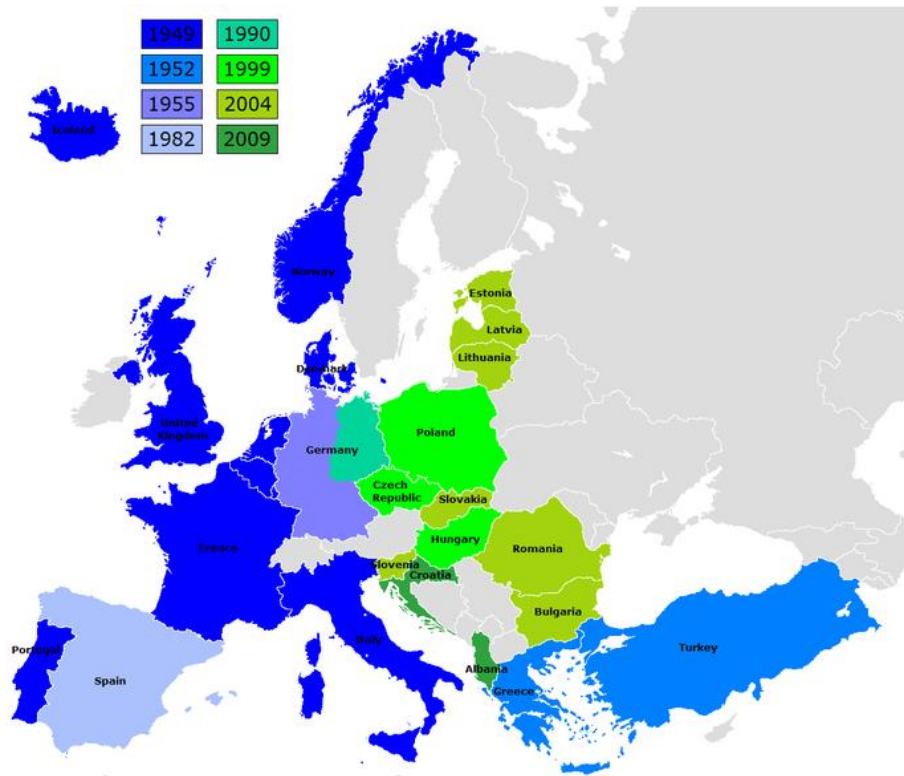 1949 1990
1952 1999
1955 2004
1982 2009
Iceland
Norway
Estonia
Latvia
Lithuania
Denmark
United
Kingdom
Germany
Poland
Czech
Republic
Slovakia
France
Hungary
Romania
Slovenia
Croatia
Bulgaria
Italy
Portugal
Spain
Albania
Greece
Turkey